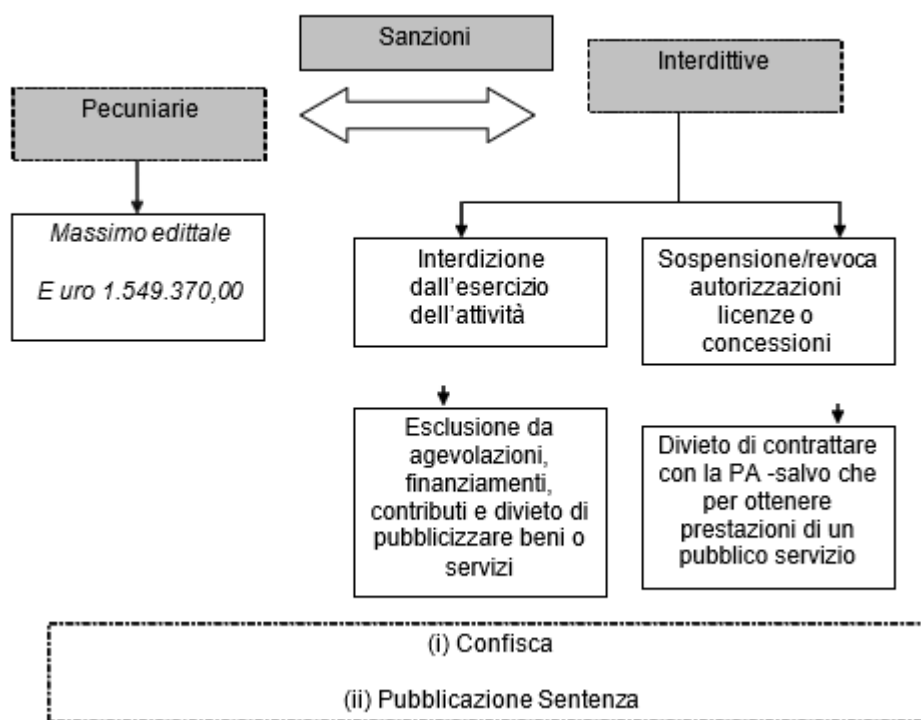 Sanzioni
Interdittive
Pecuniarie
Massimo edittale
E uro 1.549.370,00
Interdizione
dall'esercizio
dell'attività
Sospensione/revoca
autorizzazioni
licenze o
concessioni
Esclusione da
agevolazioni,
finanziamenti,
contributi e divieto di
pubblicizzare beni o
servizi
Divieto di contrattare
con la PA -salvo che
per ottenere
prestazioni di un
pubblico servizio
(i) Confisca
(ii) Pubblicazione Sentenza